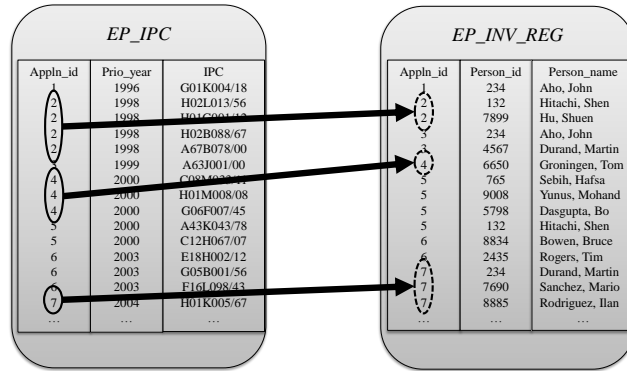 EP_IPC
Appln_id Prio_year IPC
1 1996 G01K004/18
2 1998 H02L013/56
2 1998
2 1998 H02B088/67
2 1998 A67B078/00
1999 A63J001/00
4 2000
4 2000 H01M008/08
4 2000 G06F007/45
5 2000 A43K043/78
5 2000 C12H067/07
6 2003 E18H002/12
6 2003 G05B001/56
6 2003 F16L098/43
7 2004 H01K005/67
… … …
EP_INV_REG
Appln_id Person_id Person_name
1 234 Aho, John
2 132 Hitachi, Shen
2 7899 Hu, Shuen
3 234 Aho, John
3 4567 Durand, Martin
4 6650 Groningen, Tom
5 765 Sebih, Hafsa
5 9008 Yunus, Mohand
5 5798 Dasgupta, Bo
5 132 Hitachi, Shen
6 8834 Bowen, Bruce
6 2435 Rogers, Tim
7 234 Durand, Martin
7 7690 Sanchez, Mario
7 8885 Rodriguez, Ilan
… … …